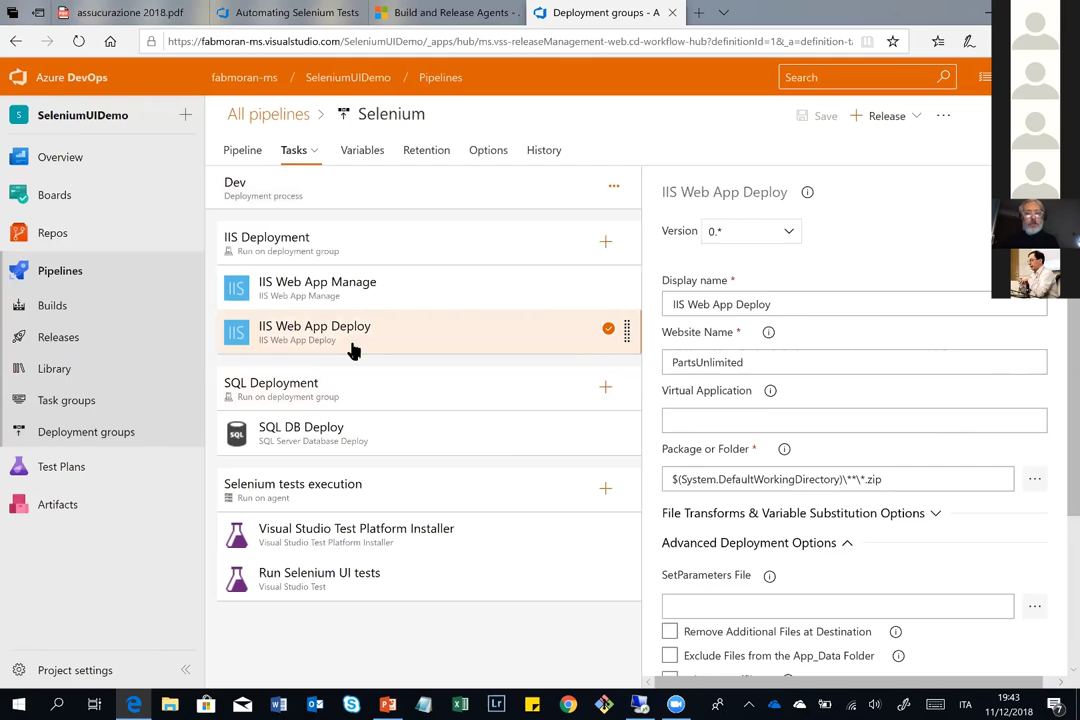 assucurazione 2018.pdf
Automating Selenium Tests
Build and Release Agents - .
Deployment groups - A
https://fabmoran-ms.visualstudio.com/SeleniumUIDemo/_apps/hub/ms.vss-releaseManagement-web.cd-workflow-hub?definitionId=1&_a=definition-ta
Azure DevOps
fabmoran-ms / SeleniumUIDemo / Pipelines
Search
S SeleniumUIDemo
All pipelines > Selenium
Save
Release
Overview
Boards
Repos
Pipelines
Builds
Releases
Library
Task groups
Deployment groups
Test Plans
Artifacts
Project settings
Pipeline Tasks Variables Retention Options History
Dev
Deployment process
IIS Deployment
Run on deployment group
IIS
IIS Web App Manage
IIS Web App Manage
IIS
IIS Web App Deploy
IIS Web App Deploy
SQL Deployment
Run on deployment group
SQL
SQL DB Deploy
SQL Server Database Deploy
Selenium tests execution
Run on agent
Visual Studio Test Platform Installer
Visual Studio Test Platform Installer
Run Selenium UI tests
Visual Studio Test
IIS Web App Deploy
Version 0.*
Display name *
IIS Web App Deploy
Website Name *
PartsUnlimited
Virtual Application
Package or Folder *
$(System.DefaultWorkingDirectory)\**\*.zip
File Transforms & Variable Substitution Options
Advanced Deployment Options
SetParameters File
Remove Additional Files at Destination
Exclude Files from the App_Data Folder
Lr
ITA
19:43
11/12/2018
7